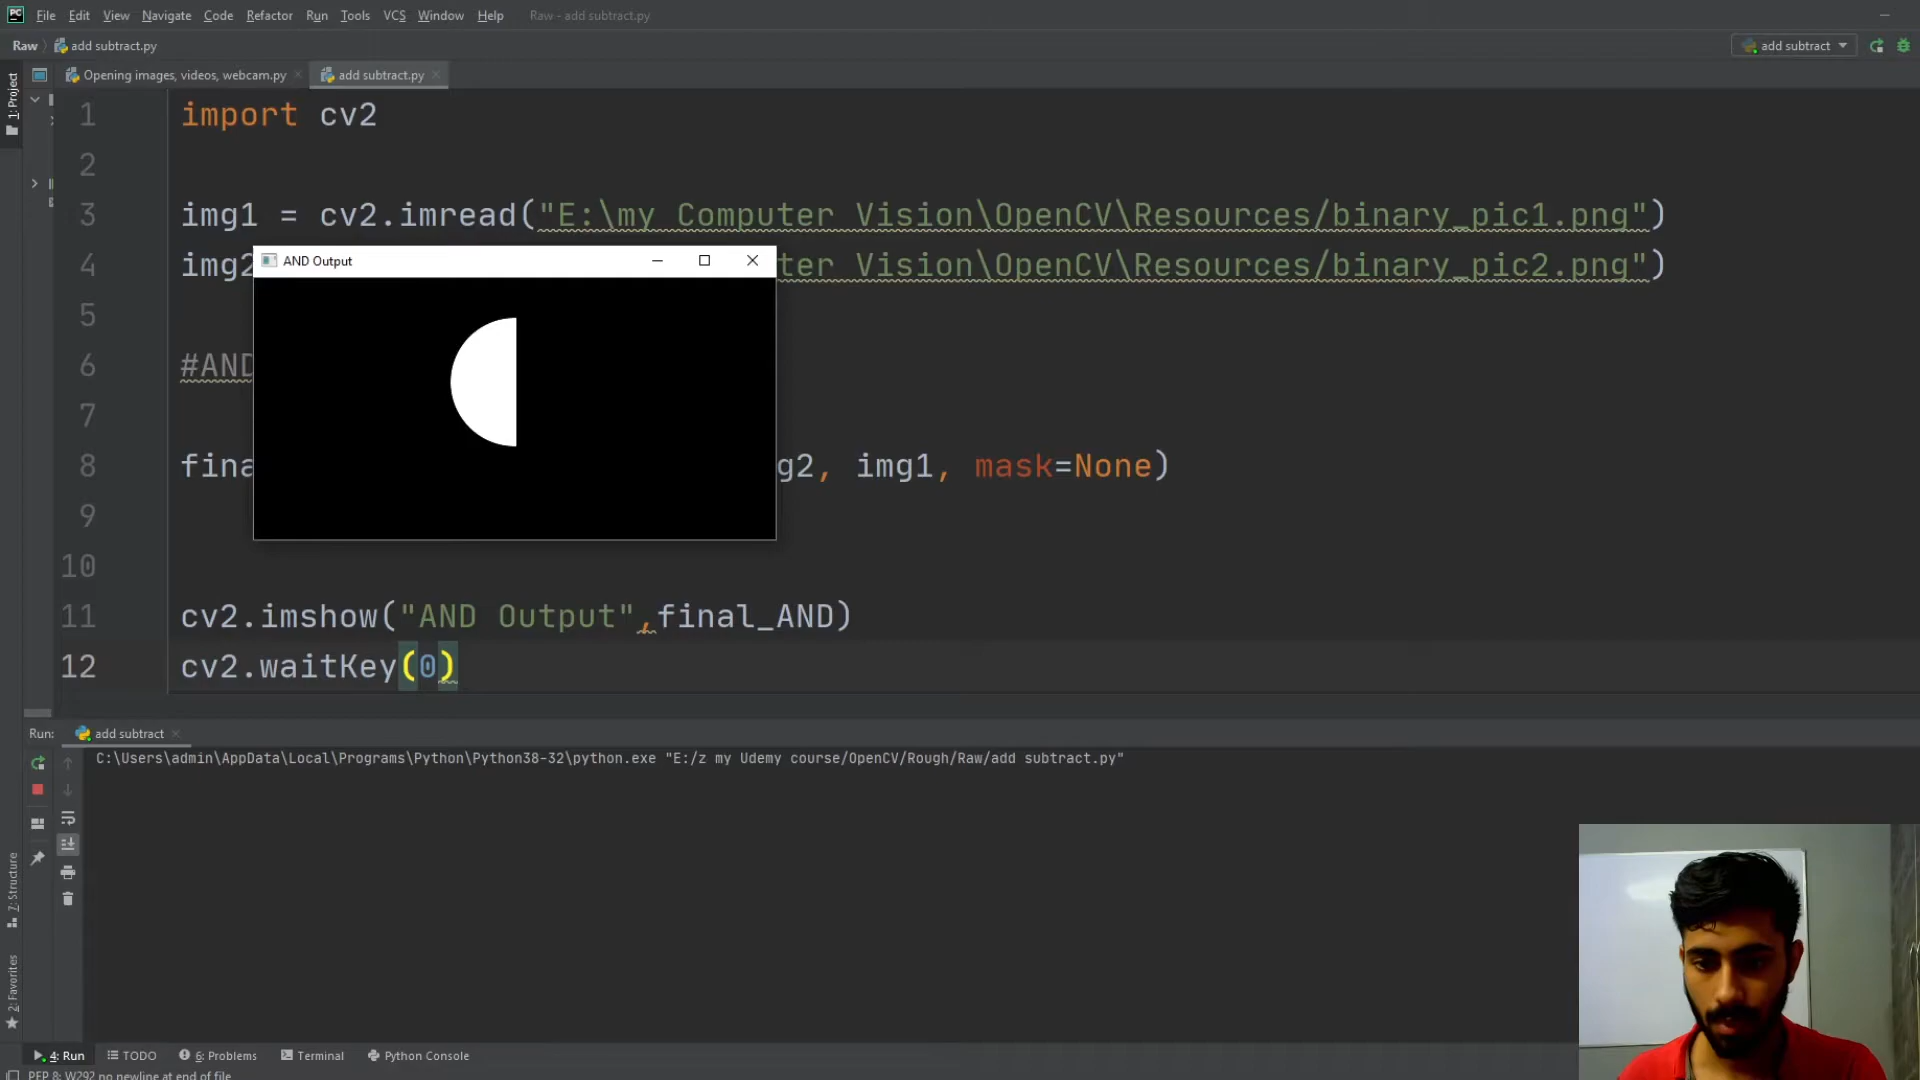 PC File Edit View Navigate Code Refactor Run Tools VCS Window Help Raw - add subtract.py
Raw add subtract.py add subtract
1: Project
Opening images, videos, webcam.py add subtract.py
1 import cv2
2
3 img1 = cv2.imread("E:\my Computer Vision\OpenCV\Resources/binary_pic1.png")
AND Output
4 img2 ter Vision\OpenCV\Resources/binary_pic2.png")
5
6 #AND
7
8 fina g2, img1, mask=None)
9
10
11 cv2.imshow("AND Output",final_AND)
12 cv2.waitKey(0)
Run: add subtract
C:\Users\admin\AppData\Local\Programs\Python\Python38-32\python.exe "E:/z my Udemy course/OpenCV/Rough/Raw/add subtract.py"
7: Structure
2: Favorites
4: Run TODO 6: Problems Terminal Python Console
PEP 8: W292 no newline at end of file